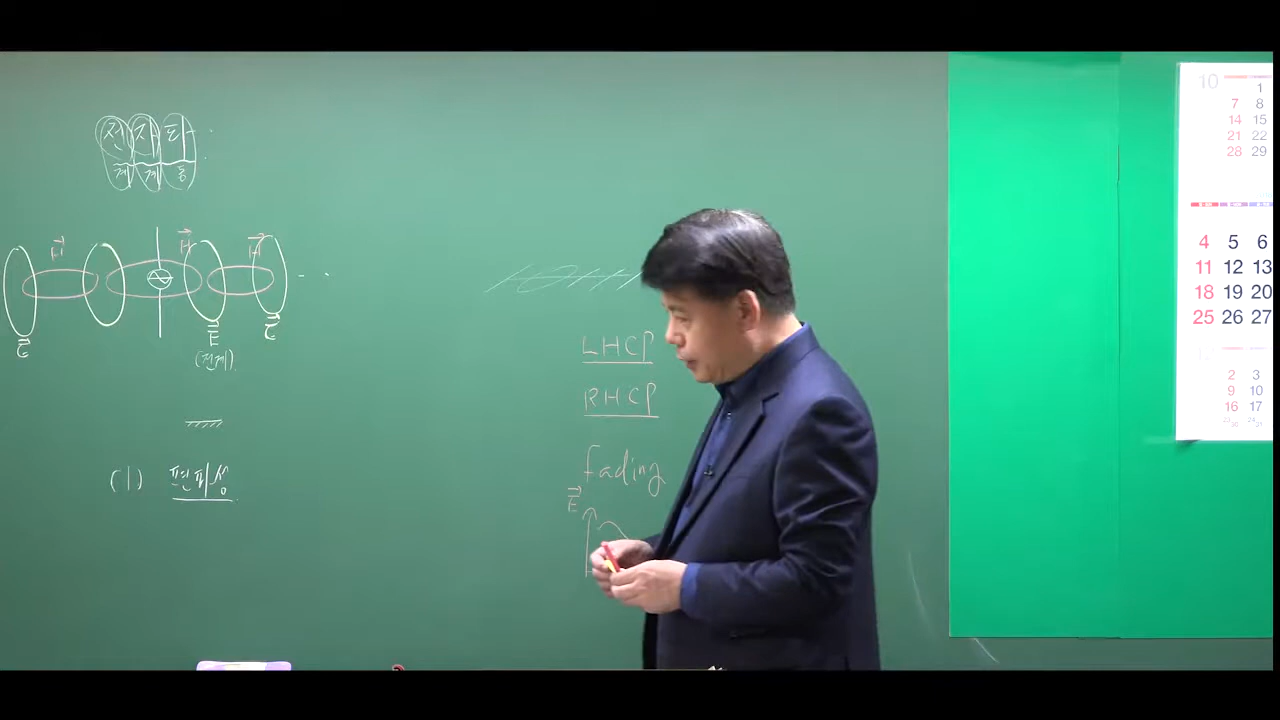 전 자 파
계 계 동
H H H
E E E
(전계)
(1) 편파성
LHCP
RHCP
fading
E
10
1
7 8
14 15
21 22
28 29
4 5 6
11 12 13
18 19 20
25 26 27
2 3
9 10
16 17